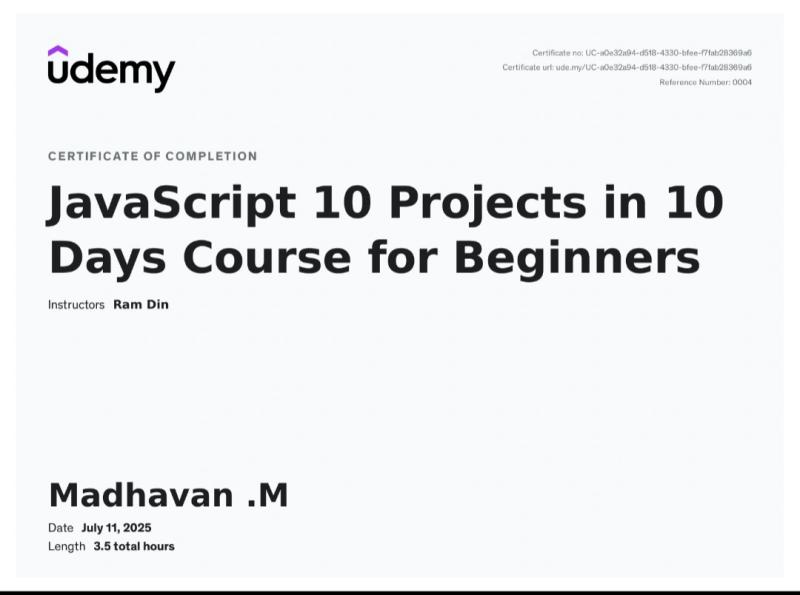 udemy
Certificate no: UC-a0e32a94-d518-4330-bfee-f7fab28369a6
Certificate url: ude.my/UC-a0e32a94-d518-4330-bfee-f7fab28369a6
Reference Number: 0004
CERTIFICATE OF COMPLETION
JavaScript 10 Projects in 10
Days Course for Beginners
Instructors Ram Din
Madhavan .M
Date July 11, 2025
Length 3.5 total hours